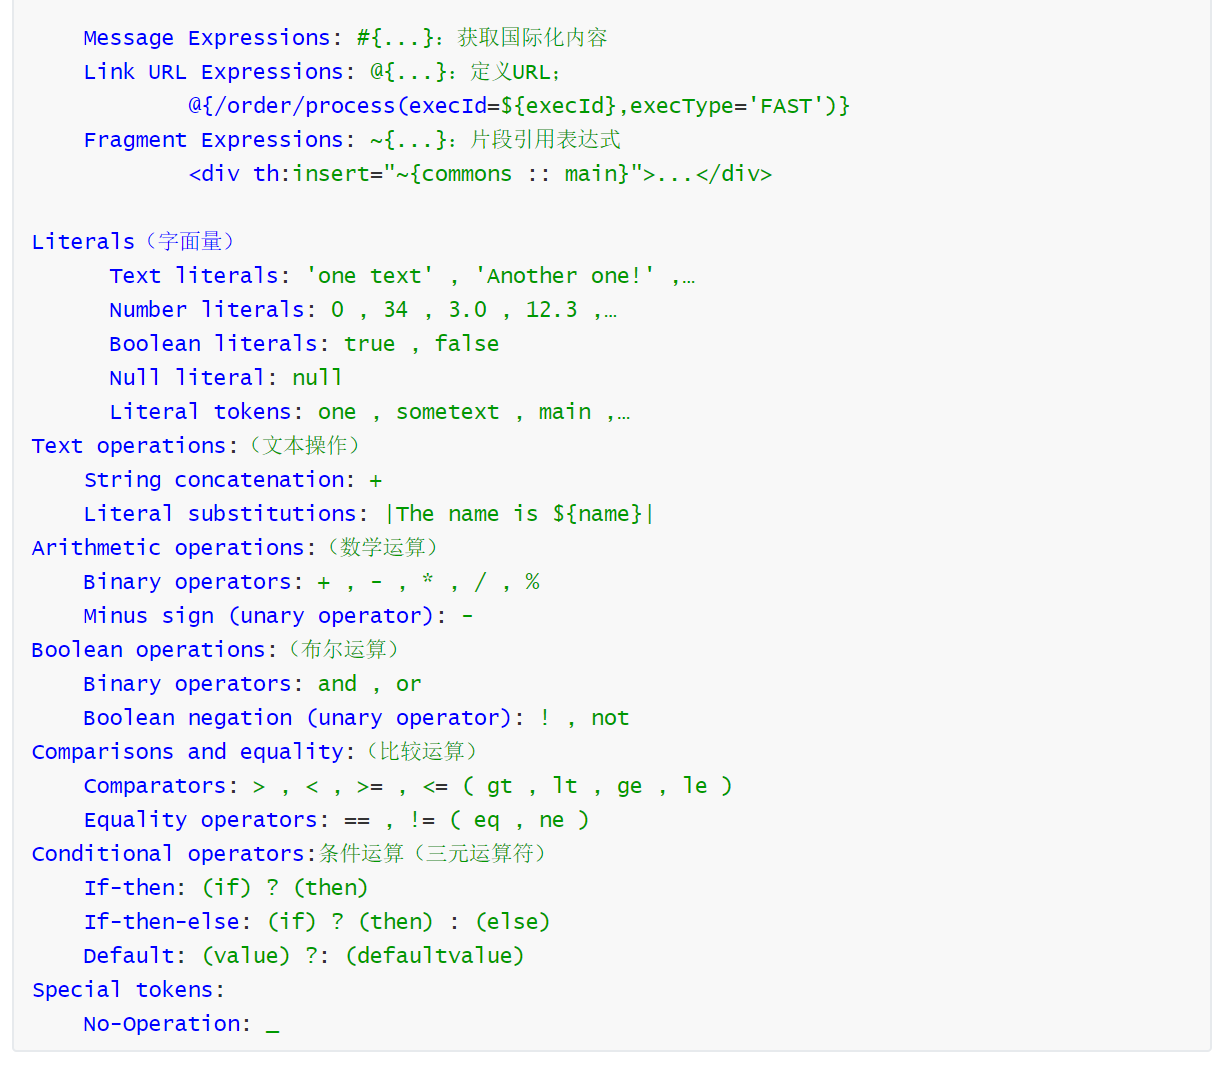 Message Expressions: #{...}：获取国际化内容
Link URL Expressions: @{...}：定义URL；
@{/order/process(execId=${execId},execType='FAST')}
Fragment Expressions: ~{...}：片段引用表达式
<div th:insert="~{commons :: main}">...</div>
Literals（字面量）
Text literals: 'one text' , 'Another one!' ,…
Number literals: 0 , 34 , 3.0 , 12.3 ,…
Boolean literals: true , false
Null literal: null
Literal tokens: one , sometext , main ,…
Text operations:（文本操作）
String concatenation: +
Literal substitutions: |The name is ${name}|
Arithmetic operations:（数学运算）
Binary operators: + , - , * , / , %
Minus sign (unary operator): -
Boolean operations:（布尔运算）
Binary operators: and , or
Boolean negation (unary operator): ! , not
Comparisons and equality:（比较运算）
Comparators: > , < , >= , <= ( gt , lt , ge , le )
Equality operators: == , != ( eq , ne )
Conditional operators:条件运算（三元运算符）
If-then: (if) ? (then)
If-then-else: (if) ? (then) : (else)
Default: (value) ?: (defaultvalue)
Special tokens:
No-Operation: _